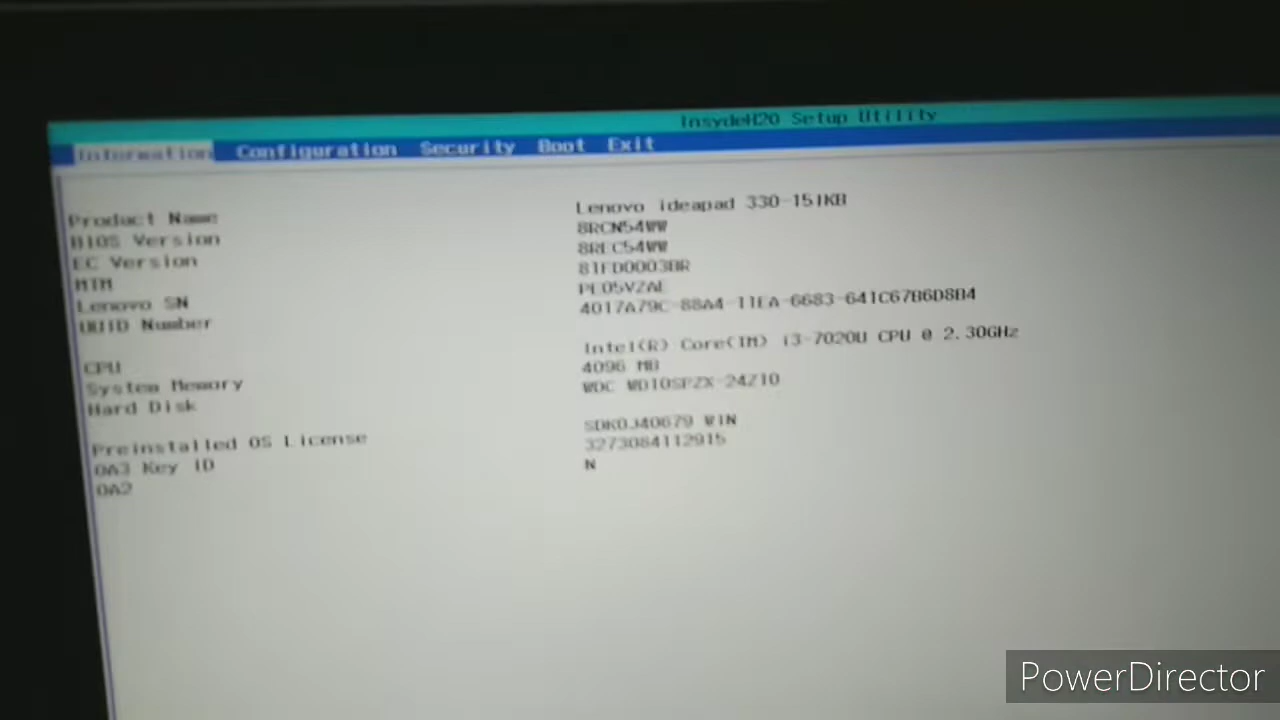 InsydeH20 Setup Utility
Information Configuration Security Boot Exit
Product Name Lenovo ideapad 330-15IKB
BIOS Version 8RCN54WW
EC Version 8REC54WW
MTM 81FD0003BR
Lenovo SN PE05VZAE
UUID Number 4017A79C-88A4-11EA-6683-641C67B6D8B4
CPU Intel(R) Core(TM) i3-7020U CPU @ 2.30GHz
System Memory 4096 MB
Hard Disk WDC WD10SPZX-24Z10
Preinstalled OS License SDK0J40679 WIN
OA3 Key ID 3273084112915
OA2 N
PowerDirector